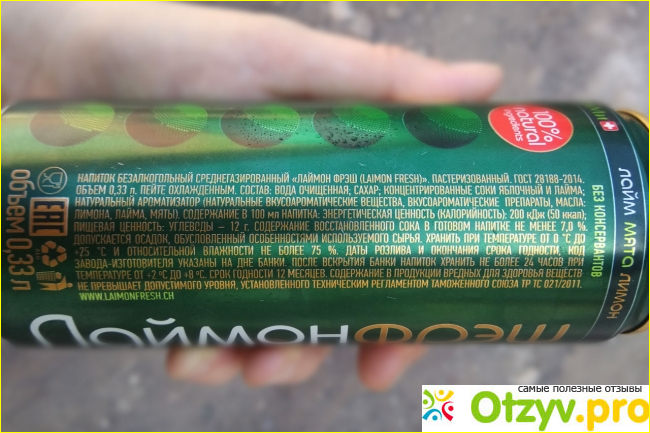 НАПИТОК БЕЗАЛКОГОЛЬНЫЙ СРЕДНЕГАЗИРОВАННЫЙ «ЛАЙМОН ФРЭШ (LAIMON FRESH)». ПАСТЕРИЗОВАННЫЙ. ГОСТ 28188-2014.
ОБЪЕМ 0,33 л. ПЕЙТЕ ОХЛАЖДЕННЫМ. СОСТАВ: ВОДА ОЧИЩЕННАЯ; САХАР; КОНЦЕНТРИРОВАННЫЕ СОКИ ЯБЛОЧНЫЙ И ЛАЙМА;
НАТУРАЛЬНЫЙ АРОМАТИЗАТОР (НАТУРАЛЬНЫЕ ВКУСОАРОМАТИЧЕСКИЕ ВЕЩЕСТВА, ВКУСОАРОМАТИЧЕСКИЕ ПРЕПАРАТЫ, МАСЛА:
ЛИМОНА, ЛАЙМА, МЯТЫ). СОДЕРЖАНИЕ В 100 мл НАПИТКА: ЭНЕРГЕТИЧЕСКАЯ ЦЕННОСТЬ (КАЛОРИЙНОСТЬ): 200 кДж (50 ккал);
ПИЩЕВАЯ ЦЕННОСТЬ: УГЛЕВОДЫ – 12 г. СОДЕРЖАНИЕ ВОССТАНОВЛЕННОГО СОКА В ГОТОВОМ НАПИТКЕ НЕ МЕНЕЕ 7,0 %.
ДОПУСКАЕТСЯ ОСАДОК, ОБУСЛОВЛЕННЫЙ ОСОБЕННОСТЯМИ ИСПОЛЬЗУЕМОГО СЫРЬЯ. ХРАНИТЬ ПРИ ТЕМПЕРАТУРЕ ОТ 0 °С ДО
+25 °С И ОТНОСИТЕЛЬНОЙ ВЛАЖНОСТИ НЕ БОЛЕЕ 75 %. ДАТЫ РОЗЛИВА И ОКОНЧАНИЯ СРОКА ГОДНОСТИ, КОД
ЗАВОДА-ИЗГОТОВИТЕЛЯ УКАЗАНЫ НА ДНЕ БАНКИ. ПОСЛЕ ВСКРЫТИЯ БАНКИ НАПИТОК ХРАНИТЬ НЕ БОЛЕЕ 24 ЧАСОВ ПРИ
ТЕМПЕРАТУРЕ ОТ +2 °С ДО +8 °С. СРОК ГОДНОСТИ 12 МЕСЯЦЕВ. СОДЕРЖАНИЕ В ПРОДУКЦИИ ВРЕДНЫХ ДЛЯ ЗДОРОВЬЯ ВЕЩЕСТВ
НЕ ПРЕВЫШАЕТ ДОПУСТИМОГО УРОВНЯ, УСТАНОВЛЕННОГО ТЕХНИЧЕСКИМ РЕГЛАМЕНТОМ ТАМОЖЕННОГО СОЮЗА ТР ТС 021/2011.
WWW.LAIMONFRESH.CH
объем 0,33 л
EAC
100%
natural
ingredients
БЕЗ КОНСЕРВАНТОВ
ЛАЙМ МЯТА ЛИМОН
ЛАЙМОН ФРЭШ
самые полезные отзывы
Otzyv.pro